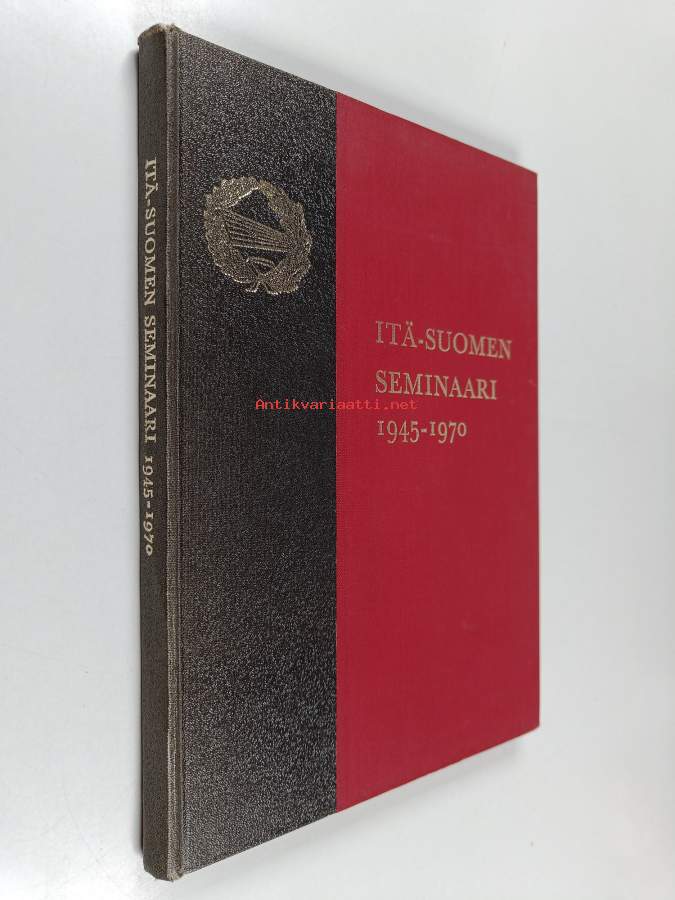 ITÄ-SUOMEN SEMINAARI 1945-1970
ITÄ-SUOMEN
SEMINAARI
1945-1970
Antikvariaatti.net